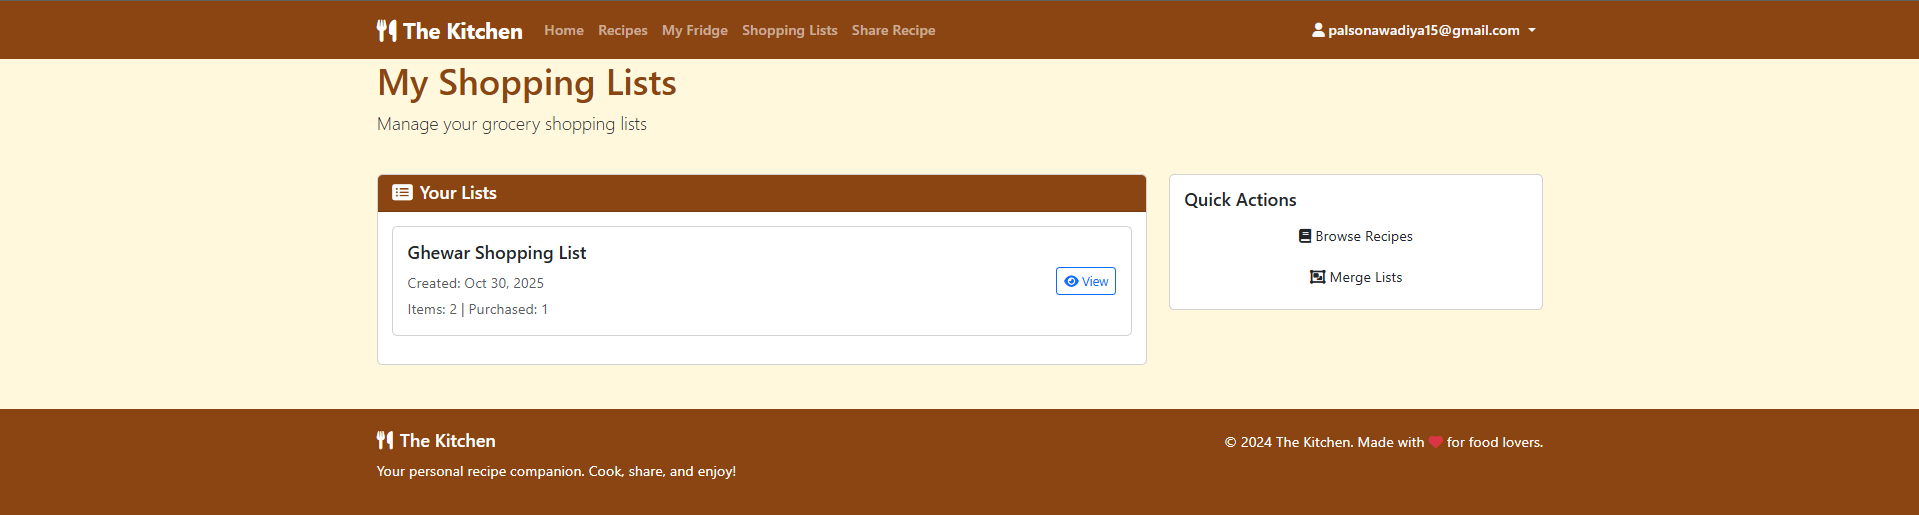 The Kitchen Home Recipes My Fridge Shopping Lists Share Recipe palsonawadiya15@gmail.com
My Shopping Lists
Manage your grocery shopping lists
Your Lists
Ghewar Shopping List
Created: Oct 30, 2025
Items: 2 | Purchased: 1
View
Quick Actions
Browse Recipes
Merge Lists
The Kitchen
Your personal recipe companion. Cook, share, and enjoy!
© 2024 The Kitchen. Made with ❤ for food lovers.